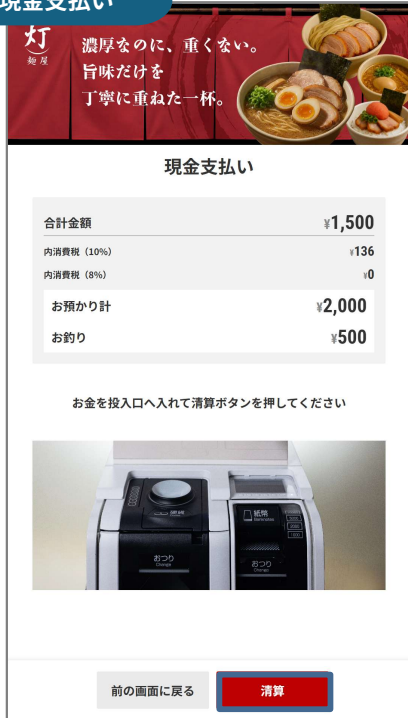 現金支払い
灯
麺屋
濃厚なのに、重くない。
旨味だけを
丁寧に重ねた一杯。
現金支払い
合計金額 ¥1,500
内消費税（10%） ¥136
内消費税（8%） ¥0
お預かり計 ¥2,000
お釣り ¥500
お金を投入口へ入れて清算ボタンを押してください
紙幣
おつり
Change
おつり
Change
前の画面に戻る
清算